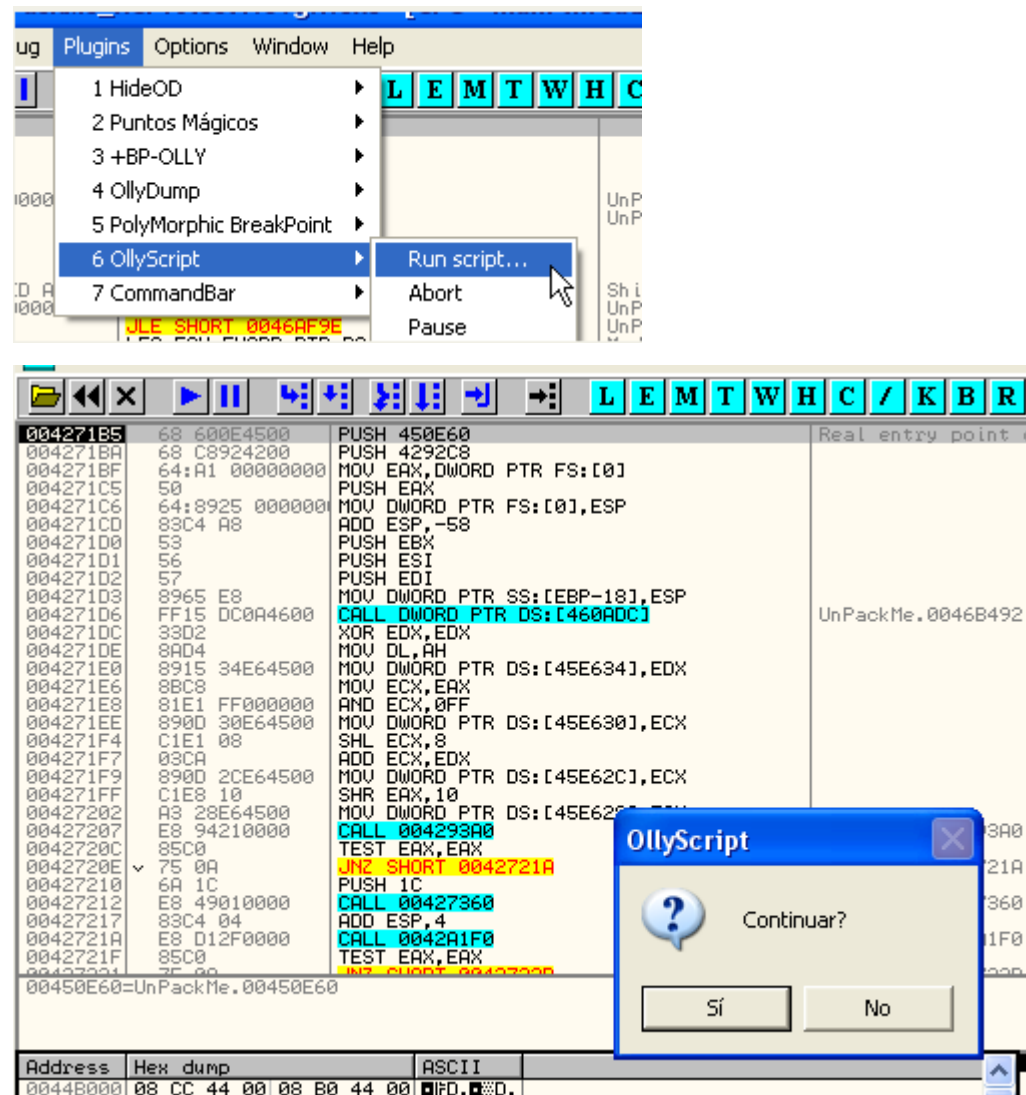 ug Plugins Options Window Help
L E M T W H C
1 HideOD
2 Puntos Mágicos
3 +BP-OLLY
4 OllyDump
5 PolyMorphic BreakPoint
6 OllyScript
7 CommandBar
Run script...
Abort
Pause
JLE SHORT 0046AF9E
L E M T W H C / K B R
004271B5 68 600E4500 PUSH 450E60 Real entry point
004271BA 68 C8924200 PUSH 4292C8
004271BF 64:A1 00000000 MOV EAX,DWORD PTR FS:[0]
004271C5 50 PUSH EAX
004271C6 64:8925 000000 MOV DWORD PTR FS:[0],ESP
004271CD 83C4 A8 ADD ESP,-58
004271D0 53 PUSH EBX
004271D1 56 PUSH ESI
004271D2 57 PUSH EDI
004271D3 8965 E8 MOV DWORD PTR SS:[EBP-18],ESP
004271D6 FF15 DC0A4600 CALL DWORD PTR DS:[460ADC] UnPackMe.0046B492
004271DC 33D2 XOR EDX,EDX
004271DE 8AD4 MOV DL,AH
004271E0 8915 34E64500 MOV DWORD PTR DS:[45E634],EDX
004271E6 8BC8 MOV ECX,EAX
004271E8 81E1 FF000000 AND ECX,0FF
004271EE 890D 30E64500 MOV DWORD PTR DS:[45E630],ECX
004271F4 C1E1 08 SHL ECX,8
004271F7 03CA ADD ECX,EDX
004271F9 890D 2CE64500 MOV DWORD PTR DS:[45E62C],ECX
004271FF C1E8 10 SHR EAX,10
00427202 A3 28E64500 MOV DWORD PTR DS:[45E62
00427207 E8 94210000 CALL 004293A0 3A0
0042720C 85C0 TEST EAX,EAX
0042720E 75 0A JNZ SHORT 0042721A 21A
00427210 6A 1C PUSH 1C
00427212 E8 49010000 CALL 00427360 360
00427217 83C4 04 ADD ESP,4
0042721A E8 D12F0000 CALL 0042A1F0 1F0
0042721F 85C0 TEST EAX,EAX
00450E60=UnPackMe.00450E60
OllyScript
Continuar?
Sí No
Address Hex dump ASCII
0044B000 08 CC 44 00 08 B0 44 00